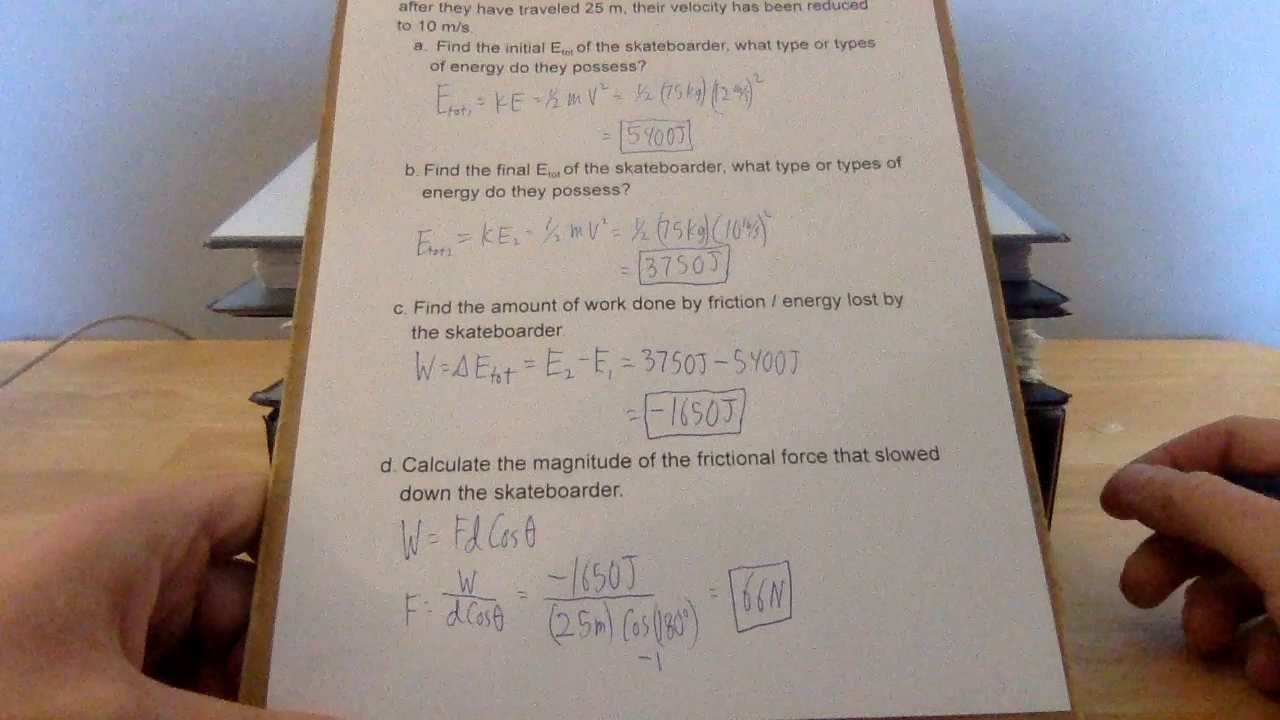 after they have traveled 25 m, their velocity has been reduced
to 10 m/s.
a. Find the initial Etot of the skateboarder, what type or types
of energy do they possess?
Etot₁ = KE = ½ m V² = ½ (75kg) (12 m/s)²
= 5400J
b. Find the final Etot of the skateboarder, what type or types of
energy do they possess?
Etot₂ = KE₂ = ½ m V² = ½ (75kg) (10 m/s)²
= 3750J
c. Find the amount of work done by friction / energy lost by
the skateboarder.
W = ΔEtot = E₂ - E₁ = 3750J - 5400J
= -1650J
d. Calculate the magnitude of the frictional force that slowed
down the skateboarder.
W = Fd Cosθ
F = W / dCosθ = -1650J / (25m) Cos(180°) = 66N
-1